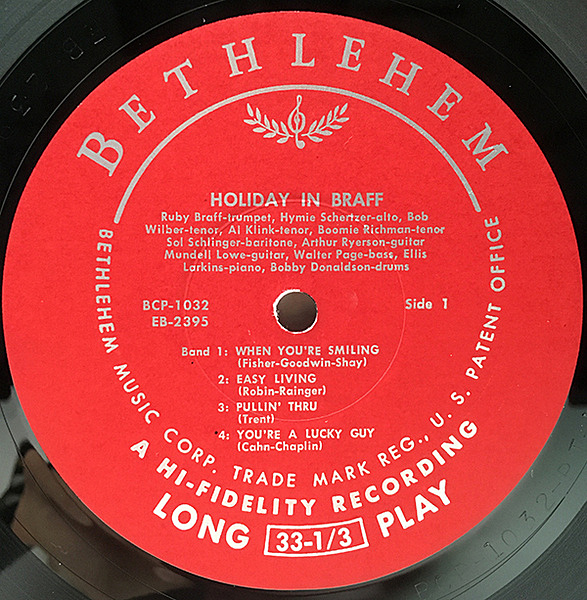 BETHLEHEM
HOLIDAY IN BRAFF
Ruby Braff-trumpet, Hymie Schertzer-alto, Bob
Wilber-tenor, Al Klink-tenor, Boomie Richman-tenor
Sol Schlinger-baritone, Arthur Ryerson-guitar
Mundell Lowe-guitar, Walter Page-bass, Ellis
Larkins-piano, Bobby Donaldson-drums
BCP-1032
EB-2395
Side 1
Band 1: WHEN YOU'RE SMILING
(Fisher-Goodwin-Shay)
2: EASY LIVING
(Robin-Rainger)
3: PULLIN' THRU
(Trent)
4: YOU'RE A LUCKY GUY
(Cahn-Chaplin)
BETHLEHEM MUSIC CORP. TRADE MARK REG., U. S. PATENT OFFICE
A HI-FIDELITY RECORDING
LONG 33-1/3 PLAY